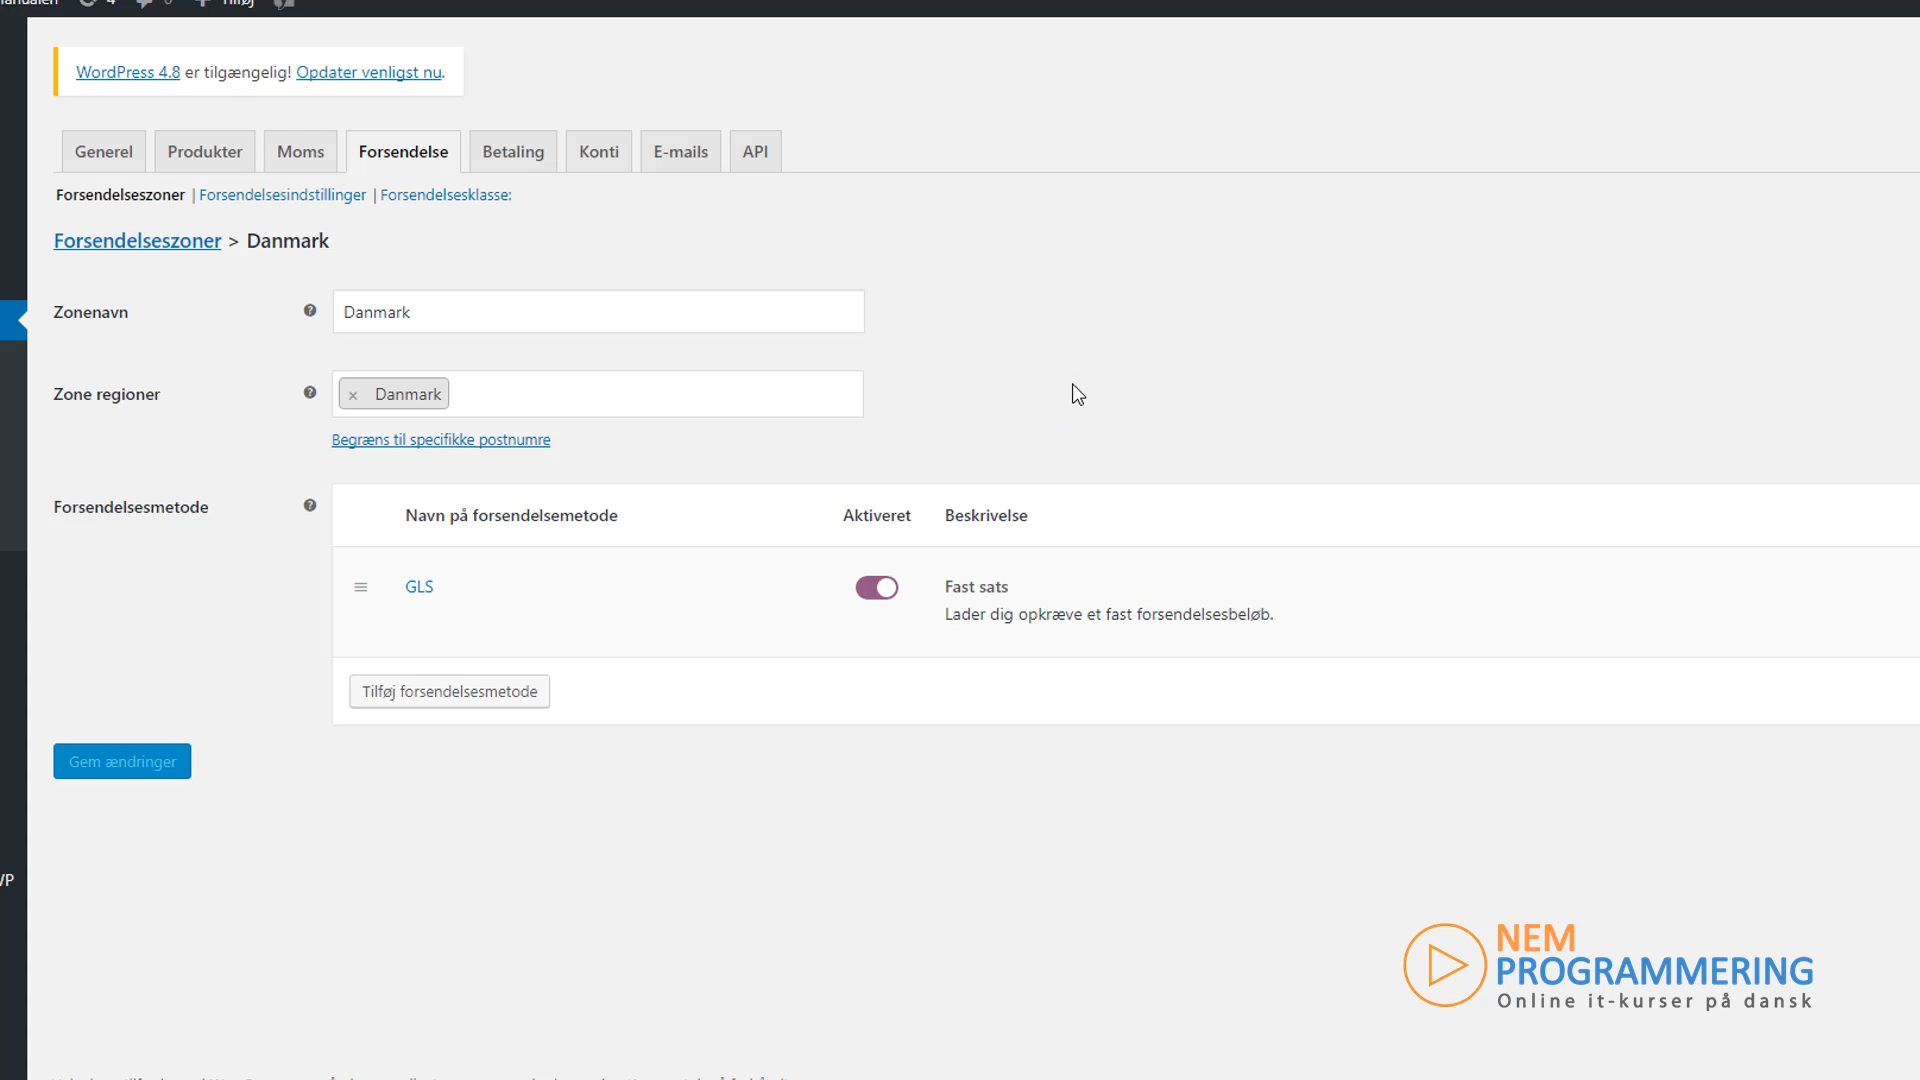 4
Tilføj
WordPress 4.8 er tilgængelig! Opdater venligst nu.
Generel
Produkter
Moms
Forsendelse
Betaling
Konti
E-mails
API
Forsendelseszoner | Forsendelsesindstillinger | Forsendelsesklasse:
Forsendelseszoner > Danmark
Zonenavn
Danmark
Zone regioner
× Danmark
Begræns til specifikke postnumre
Forsendelsesmetode
Navn på forsendelsemetode
Aktiveret
Beskrivelse
GLS
Fast sats
Lader dig opkræve et fast forsendelsesbeløb.
Tilføj forsendelsesmetode
Gem ændringer
NEM
PROGRAMMERING
Online it-kurser på dansk